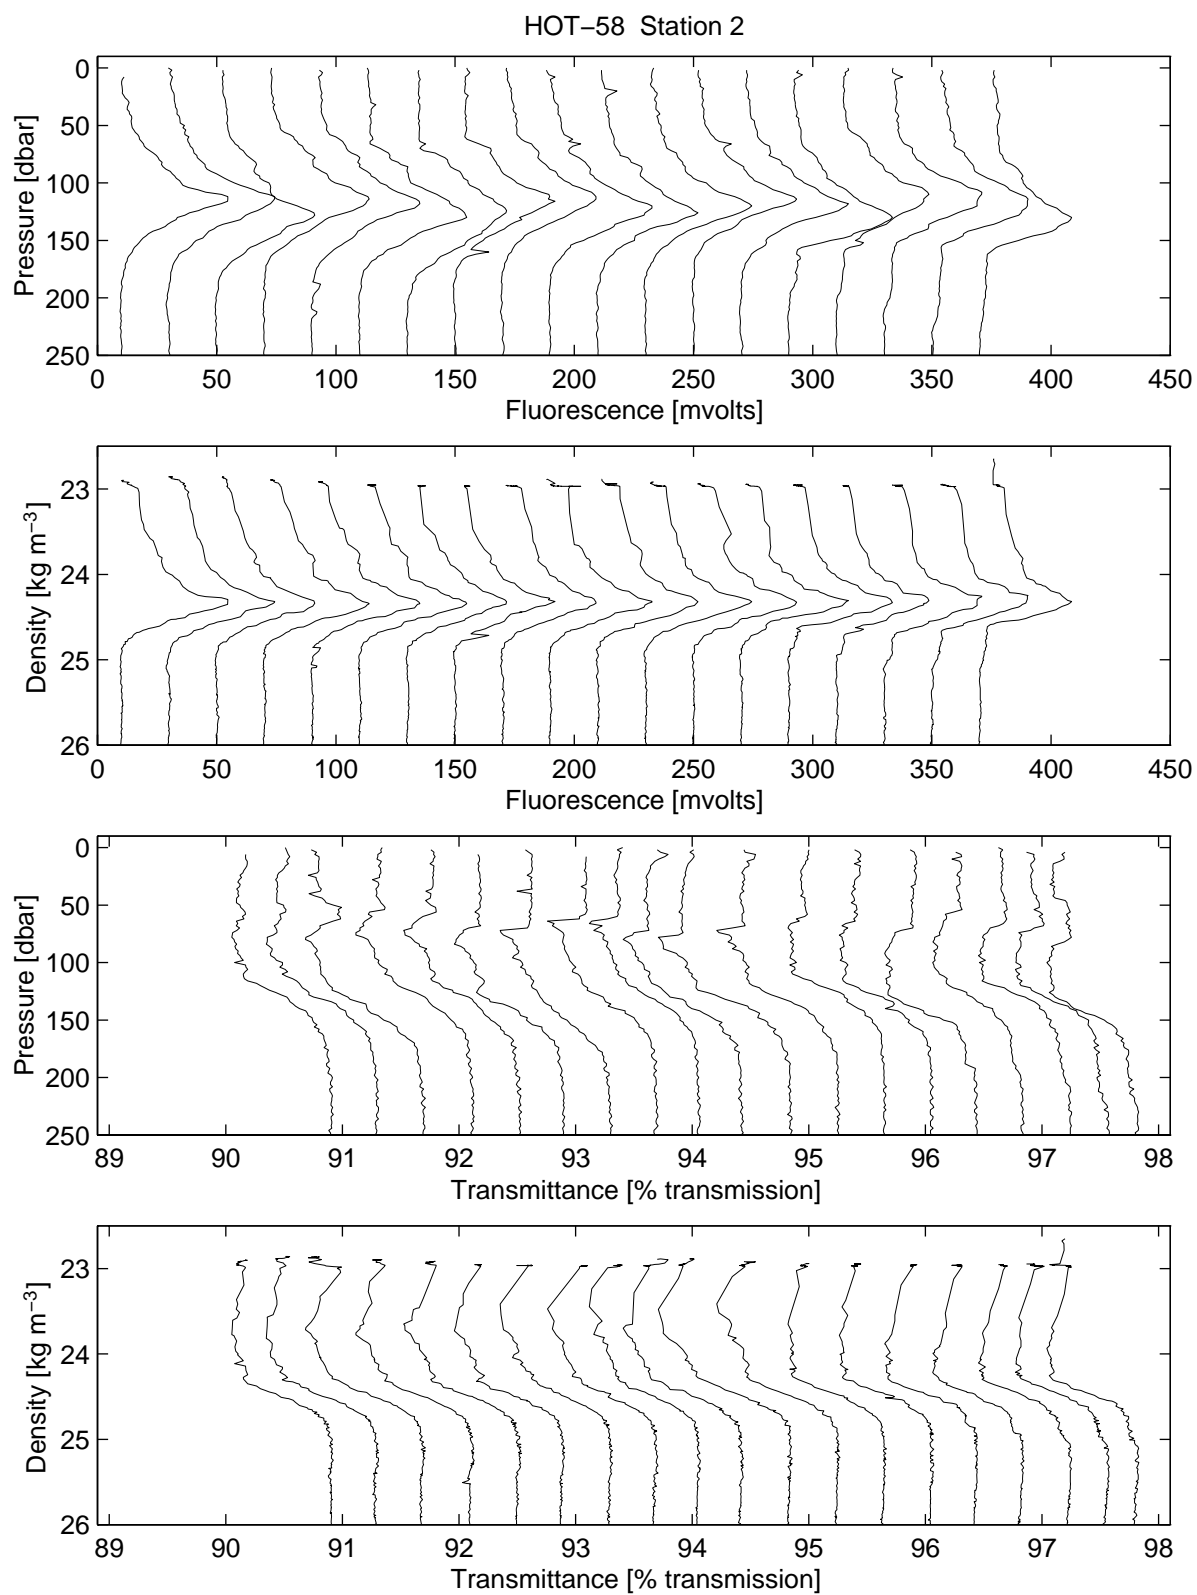 HOT−58 Station 2
0
50
100
150
200
250
Pressure [dbar]
0 50 100 150 200 250 300 350 400 450
Fluorescence [mvolts]
23
24
25
26
Density [kg m−3]
0 50 100 150 200 250 300 350 400 450
Fluorescence [mvolts]
0
50
100
150
200
250
Pressure [dbar]
89 90 91 92 93 94 95 96 97 98
Transmittance [% transmission]
23
24
25
26
Density [kg m−3]
89 90 91 92 93 94 95 96 97 98
Transmittance [% transmission]